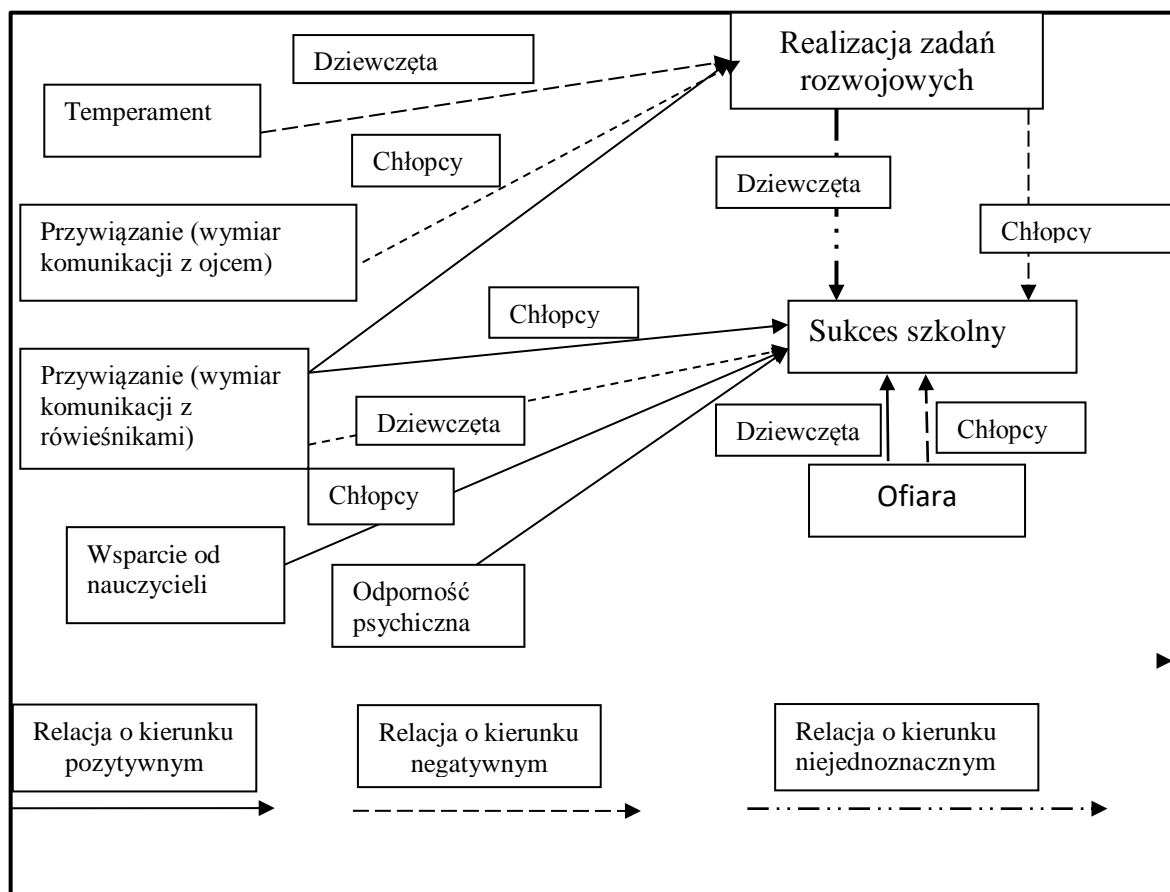 Realizacja zadań
rozwojowych
Dziewczęta
Temperament
Chłopcy
Dziewczęta
Przywiązanie (wymiar
komunikacji z ojcem)
Chłopcy
Chłopcy
Sukces szkolny
Przywiązanie (wymiar
komunikacji z
rówieśnikami)
Dziewczęta
Dziewczęta
Chłopcy
Chłopcy
Ofiara
Wsparcie od
nauczycieli
Odporność
psychiczna
Relacja o kierunku
pozytywnym
Relacja o kierunku
negatywnym
Relacja o kierunku
niejednoznacznym